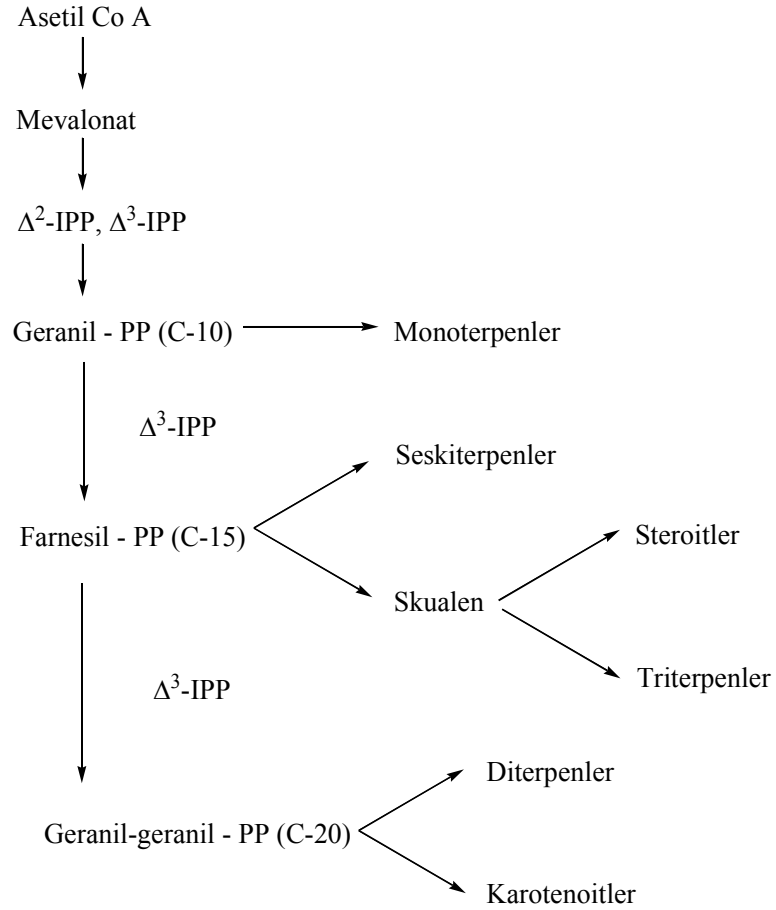 Asetil Co A
Mevalonat
Δ²-IPP, Δ³-IPP
Geranil - PP (C-10)
Monoterpenler
Δ³-IPP
Seskiterpenler
Farnesil - PP (C-15)
Steroitler
Skualen
Triterpenler
Δ³-IPP
Diterpenler
Geranil-geranil - PP (C-20)
Karotenoitler